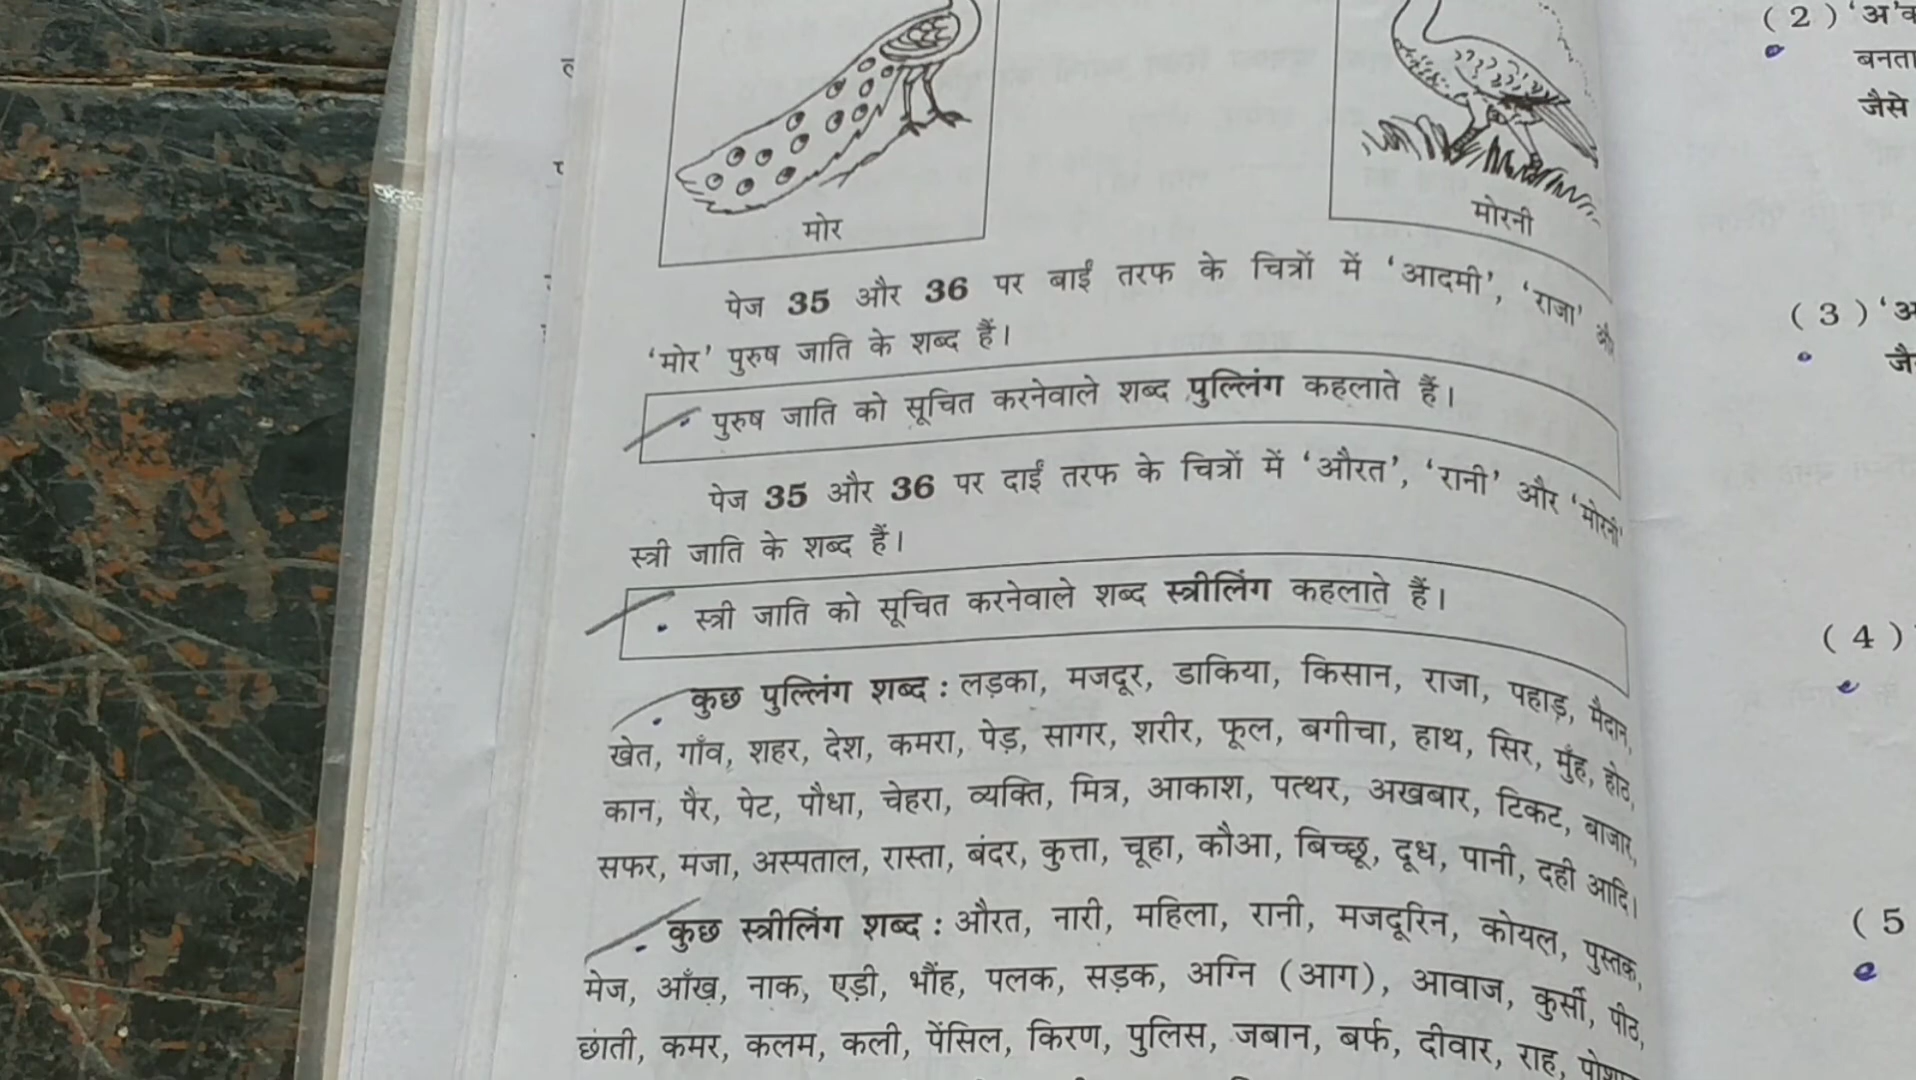 मोर
मोरनी
पेज 35 और 36 पर बाईं तरफ के चित्रों में ‘आदमी’, ‘राजा’ और
‘मोर’ पुरुष जाति के शब्द हैं।
पुरुष जाति को सूचित करनेवाले शब्द पुल्लिंग कहलाते हैं।
पेज 35 और 36 पर दाईं तरफ के चित्रों में ‘औरत’, ‘रानी’ और ‘मोरनी’
स्त्री जाति के शब्द हैं।
स्त्री जाति को सूचित करनेवाले शब्द स्त्रीलिंग कहलाते हैं।
कुछ पुल्लिंग शब्द : लड़का, मजदूर, डाकिया, किसान, राजा, पहाड़, मैदान,
खेत, गाँव, शहर, देश, कमरा, पेड़, सागर, शरीर, फूल, बगीचा, हाथ, सिर, मुँह, होठ,
कान, पैर, पेट, पौधा, चेहरा, व्यक्ति, मित्र, आकाश, पत्थर, अखबार, टिकट, बाजार,
सफर, मजा, अस्पताल, रास्ता, बंदर, कुत्ता, चूहा, कौआ, बिच्छू, दूध, पानी, दही आदि।
कुछ स्त्रीलिंग शब्द : औरत, नारी, महिला, रानी, मजदूरिन, कोयल, पुस्तक,
मेज, आँख, नाक, एड़ी, भौंह, पलक, सड़क, अग्नि (आग), आवाज, कुर्सी, पीठ,
छाती, कमर, कलम, कली, पेंसिल, किरण, पुलिस, जबान, बर्फ, दीवार, राह,
( 2 ) ‘अ’
बनता
जैसे
( 3 ) ‘अ
जै
( 4 )
( 5